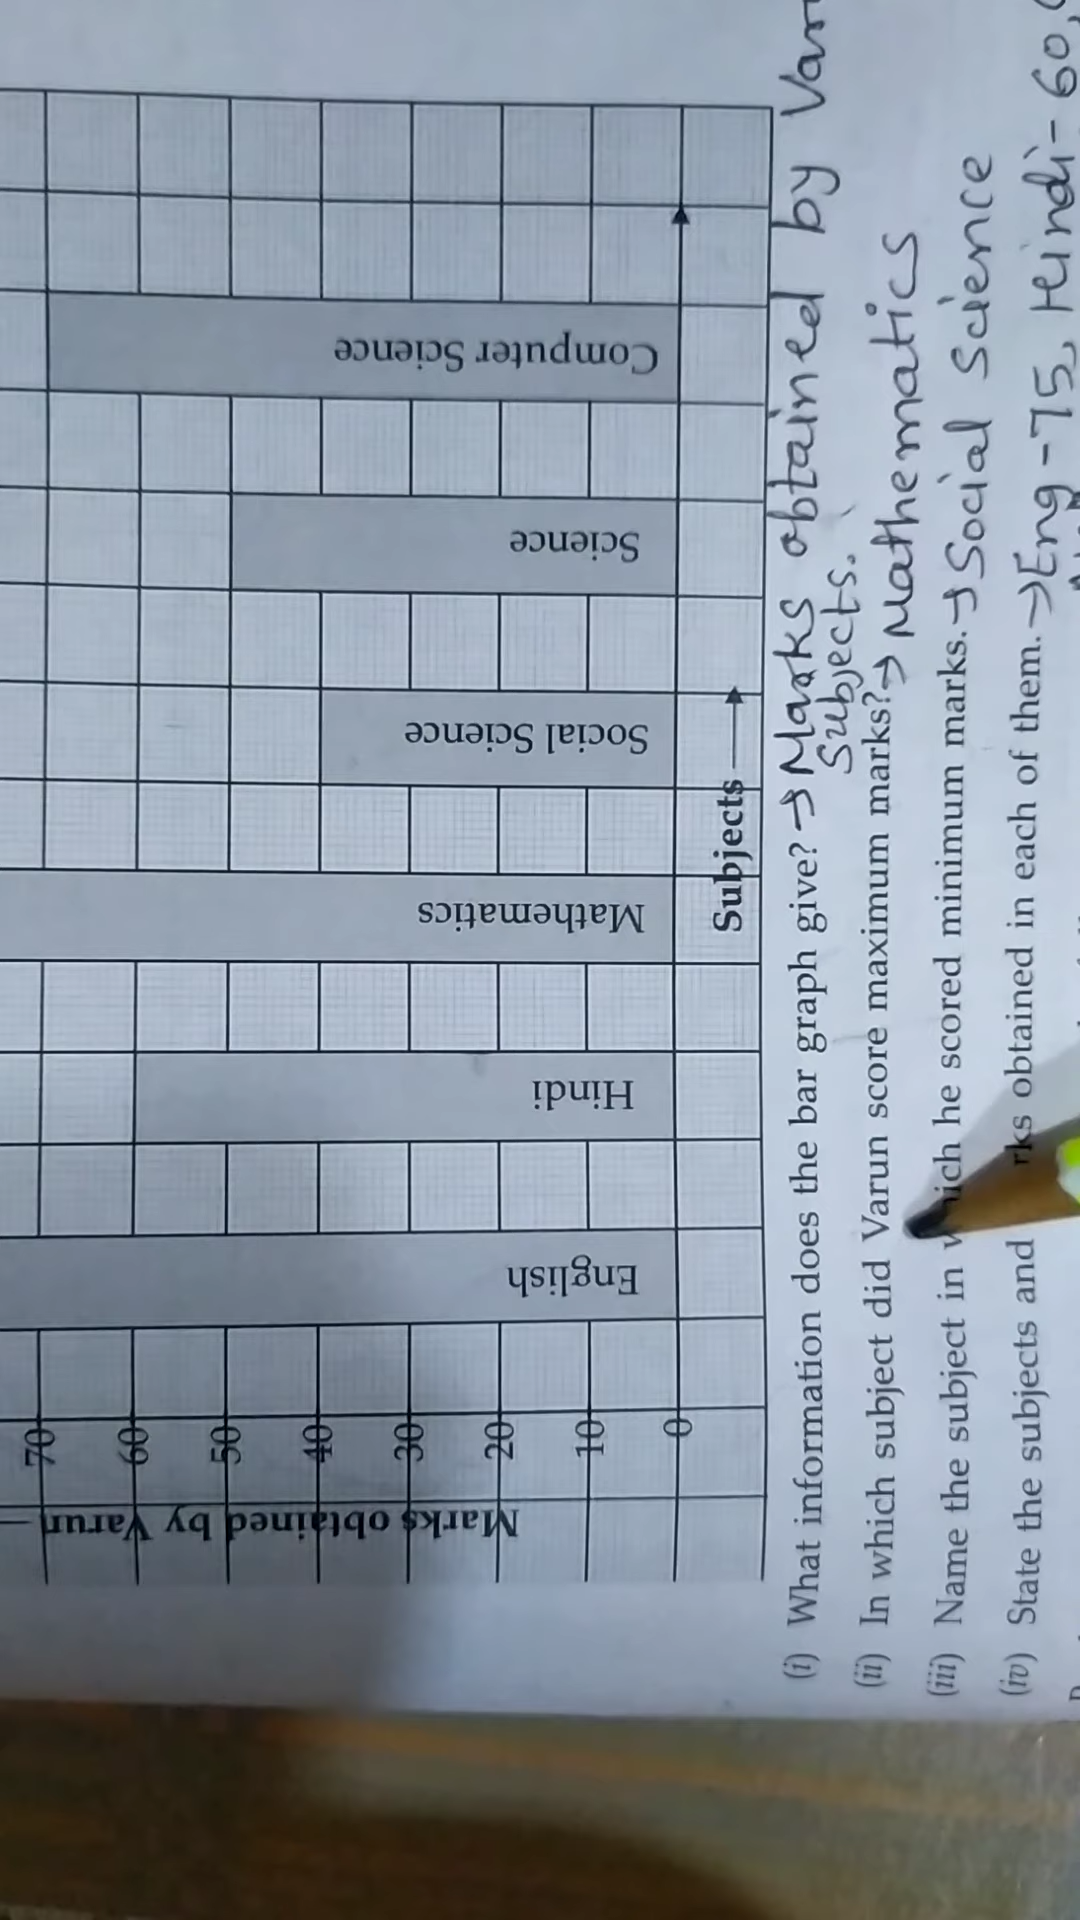 Marks obtained by Varun
70
60
50
40
30
20
10
0
English
Hindi
Mathematics
Social Science
Science
Computer Science
Subjects
(i) What information does the bar graph give? → Marks obtained by Var
subjects.
(ii) In which subject did Varun score maximum marks? → Mathematics
(iii) Name the subject in which he scored minimum marks. → Social Science
(iv) State the subjects and rks obtained in each of them. → Eng - 75, Hindi - 60,